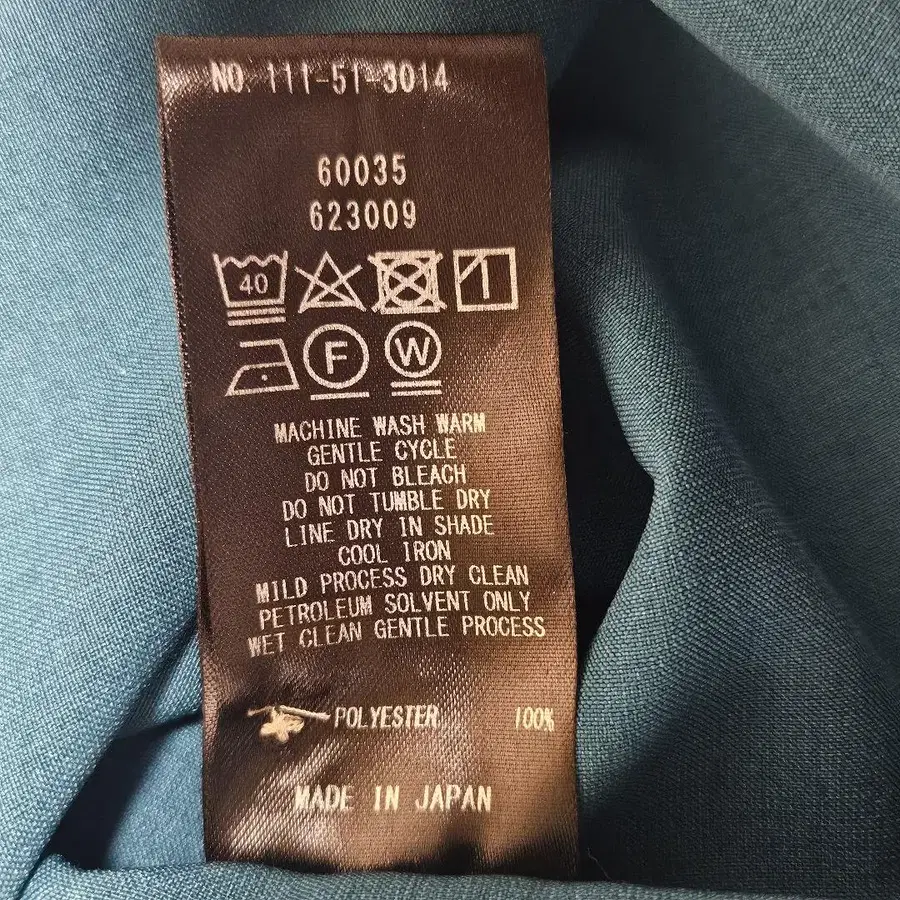 NO. 111-51-3014
60035
623009
40
F W
MACHINE WASH WARM
GENTLE CYCLE
DO NOT BLEACH
DO NOT TUMBLE DRY
LINE DRY IN SHADE
COOL IRON
MILD PROCESS DRY CLEAN
PETROLEUM SOLVENT ONLY
WET CLEAN GENTLE PROCESS
POLYESTER 100%
MADE IN JAPAN